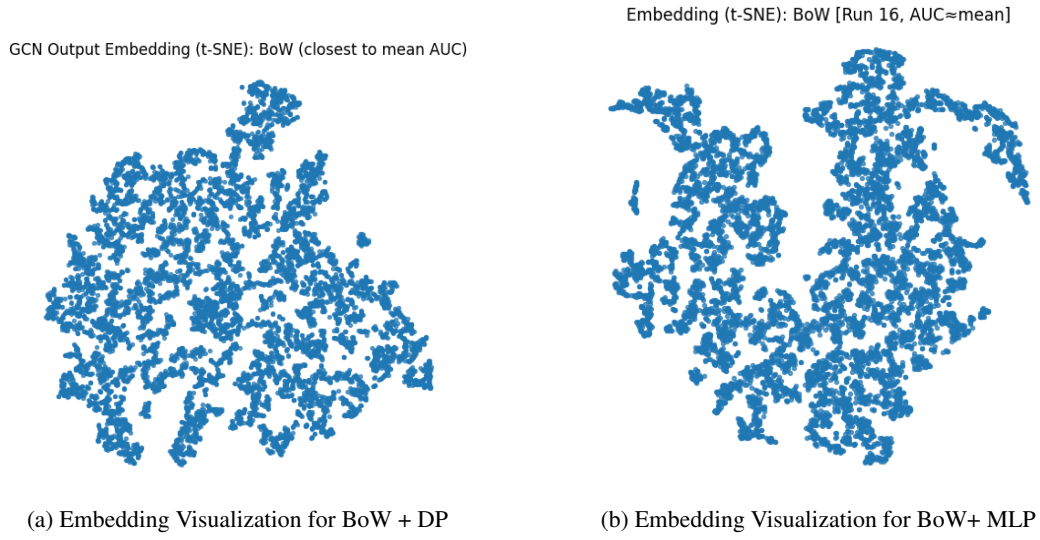 Embedding (t-SNE): BoW [Run 16, AUC≈mean]
GCN Output Embedding (t-SNE): BoW (closest to mean AUC)
(a) Embedding Visualization for BoW + DP
(b) Embedding Visualization for BoW+ MLP